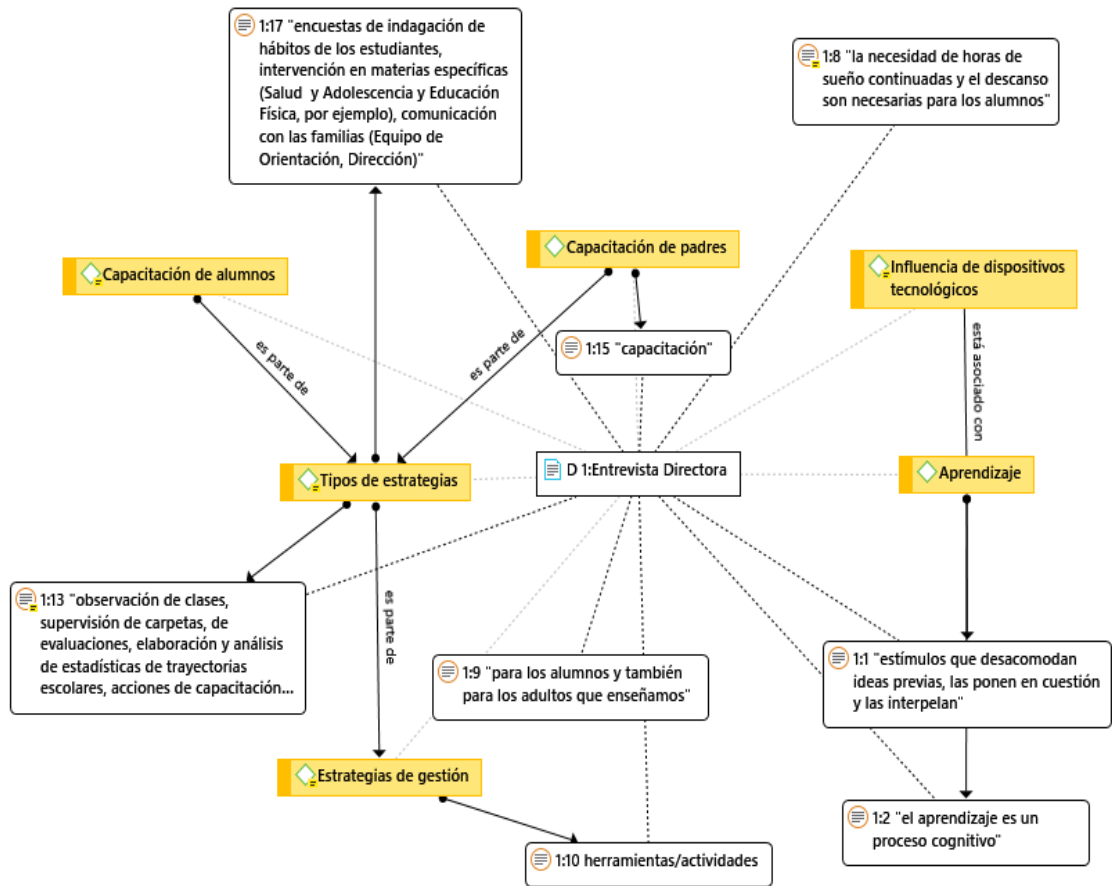 1:17 "encuestas de indagación de
hábitos de los estudiantes,
intervención en materias específicas
(Salud y Adolescencia y Educación
Física, por ejemplo), comunicación
con las familias (Equipo de
Orientación, Dirección)"
1:8 "la necesidad de horas de
sueño continuadas y el descanso
son necesarias para los alumnos"
Capacitación de alumnos
Capacitación de padres
Influencia de dispositivos
tecnológicos
es parte de
es parte de
1:15 "capacitación"
está asociado con
Tipos de estrategias
D 1:Entrevista Directora
Aprendizaje
1:13 "observación de clases,
supervisión de carpetas, de
evaluaciones, elaboración y análisis
de estadísticas de trayectorias
escolares, acciones de capacitación...
es parte de
1:9 "para los alumnos y también
para los adultos que enseñamos"
1:1 "estímulos que desacomodan
ideas previas, las ponen en cuestión
y las interpelan"
Estrategias de gestión
1:2 "el aprendizaje es un
proceso cognitivo"
1:10 herramientas/actividades